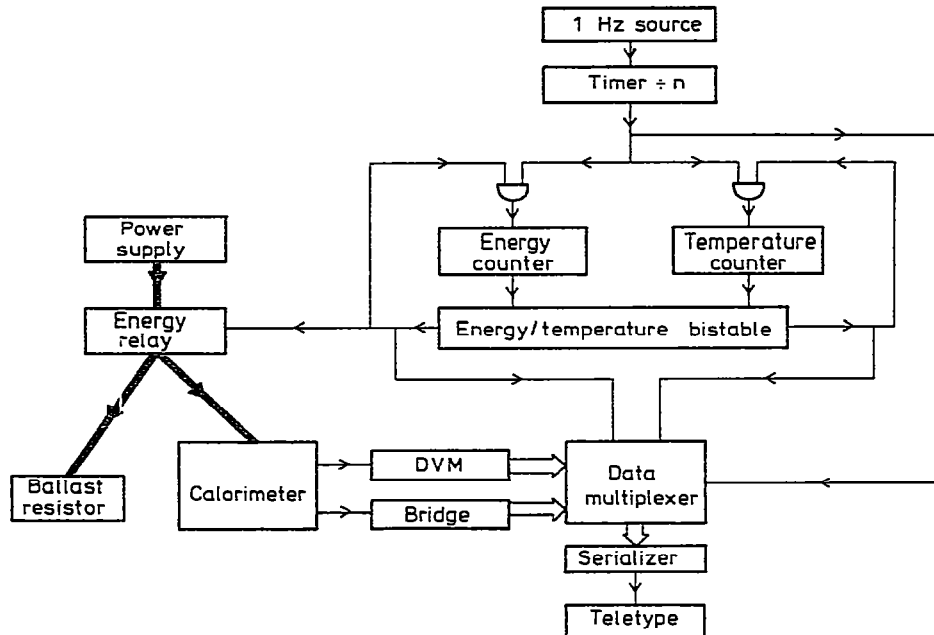 1 Hz source
Timer ÷ n
Power
supply
Energy
counter
Temperature
counter
Energy
relay
Energy/temperature bistable
Calorimeter
DVM
Bridge
Data
multiplexer
Ballast
resistor
Serializer
Teletype